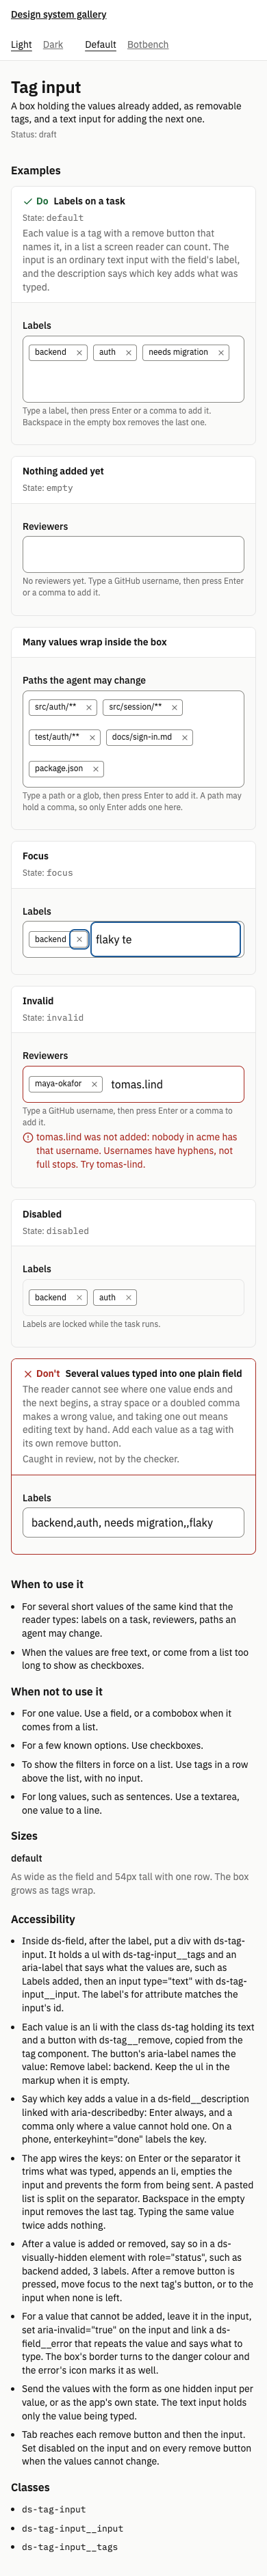 Design system gallery
Light Dark Default Botbench
Tag input
A box holding the values already added, as removable
tags, and a text input for adding the next one.
Status: draft
Examples
Do Labels on a task
State: default
Each value is a tag with a remove button that
names it, in a list a screen reader can count. The
input is an ordinary text input with the field's label,
and the description says which key adds what was
typed.
Labels
backend × auth × needs migration ×
Type a label, then press Enter or a comma to add it.
Backspace in the empty box removes the last one.
Nothing added yet
State: empty
Reviewers
No reviewers yet. Type a GitHub username, then press Enter
or a comma to add it.
Many values wrap inside the box
Paths the agent may change
src/auth/** × src/session/** ×
test/auth/** × docs/sign-in.md ×
package.json ×
Type a path or a glob, then press Enter to add it. A path may
hold a comma, so only Enter adds one here.
Focus
State: focus
Labels
backend × flaky te
Invalid
State: invalid
Reviewers
maya-okafor × tomas.lind
Type a GitHub username, then press Enter or a comma to add
it.
tomas.lind was not added: nobody in acme has
that username. Usernames have hyphens, not
full stops. Try tomas-lind.
Disabled
State: disabled
Labels
backend × auth ×
Labels are locked while the task runs.
Don't Several values typed into one plain field
The reader cannot see where one value ends and
the next begins, a stray space or a doubled comma
makes a wrong value, and taking one out means
editing text by hand. Add each value as a tag with
its own remove button.
Caught in review, not by the checker.
Labels
backend,auth, needs migration,,flaky
When to use it
• For several short values of the same kind that the
reader types: labels on a task, reviewers, paths an
agent may change.
• When the values are free text, or come from a list too
long to show as checkboxes.
When not to use it
• For one value. Use a field, or a combobox when it
comes from a list.
• For a few known options. Use checkboxes.
• To show the filters in force on a list. Use tags in a row
above the list, with no input.
• For long values, such as sentences. Use a textarea,
one value to a line.
Sizes
default
As wide as the field and 54px tall with one row. The box
grows as tags wrap.
Accessibility
• Inside ds-field, after the label, put a div with ds-tag-
input. It holds a ul with ds-tag-input__tags and an
aria-label that says what the values are, such as
Labels added, then an input type="text" with ds-tag-
input__input. The label's for attribute matches the
input's id.
• Each value is an li with the class ds-tag holding its text
and a button with ds-tag__remove, copied from the
tag component. The button's aria-label names the
value: Remove label: backend. Keep the ul in the
markup when it is empty.
• Say which key adds a value in a ds-field__description
linked with aria-describedby: Enter always, and a
comma only where a value cannot hold one. On a
phone, enterkeyhint="done" labels the key.
• The app wires the keys: on Enter or the separator it
trims what was typed, appends an li, empties the
input and prevents the form from being sent. A pasted
list is split on the separator. Backspace in the empty
input removes the last tag. Typing the same value
twice adds nothing.
• After a value is added or removed, say so in a ds-
visually-hidden element with role="status", such as
backend added, 3 labels. After a remove button is
pressed, move focus to the next tag's button, or to the
input when none is left.
• For a value that cannot be added, leave it in the input,
set aria-invalid="true" on the input and link a ds-
field__error that repeats the value and says what to
type. The box's border turns to the danger colour and
the error's icon marks it as well.
• Send the values with the form as one hidden input per
value, or as the app's own state. The text input holds
only the value being typed.
• Tab reaches each remove button and then the input.
Set disabled on the input and on every remove button
when the values cannot change.
Classes
• ds-tag-input
• ds-tag-input__input
• ds-tag-input__tags